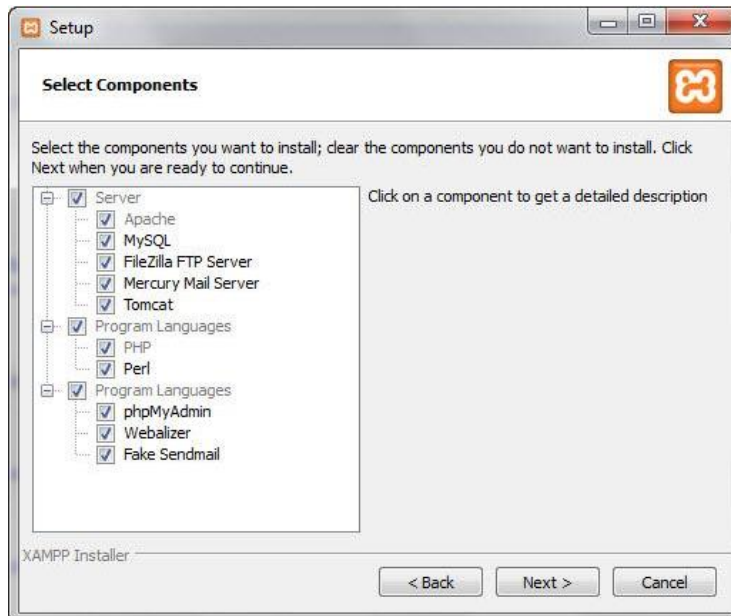 Setup
Select Components
Select the components you want to install; clear the components you do not want to install. Click
Next when you are ready to continue.
Server
Apache
MySQL
FileZilla FTP Server
Mercury Mail Server
Tomcat
Program Languages
PHP
Perl
Program Languages
phpMyAdmin
Webalizer
Fake Sendmail
Click on a component to get a detailed description
XAMPP Installer
< Back
Next >
Cancel